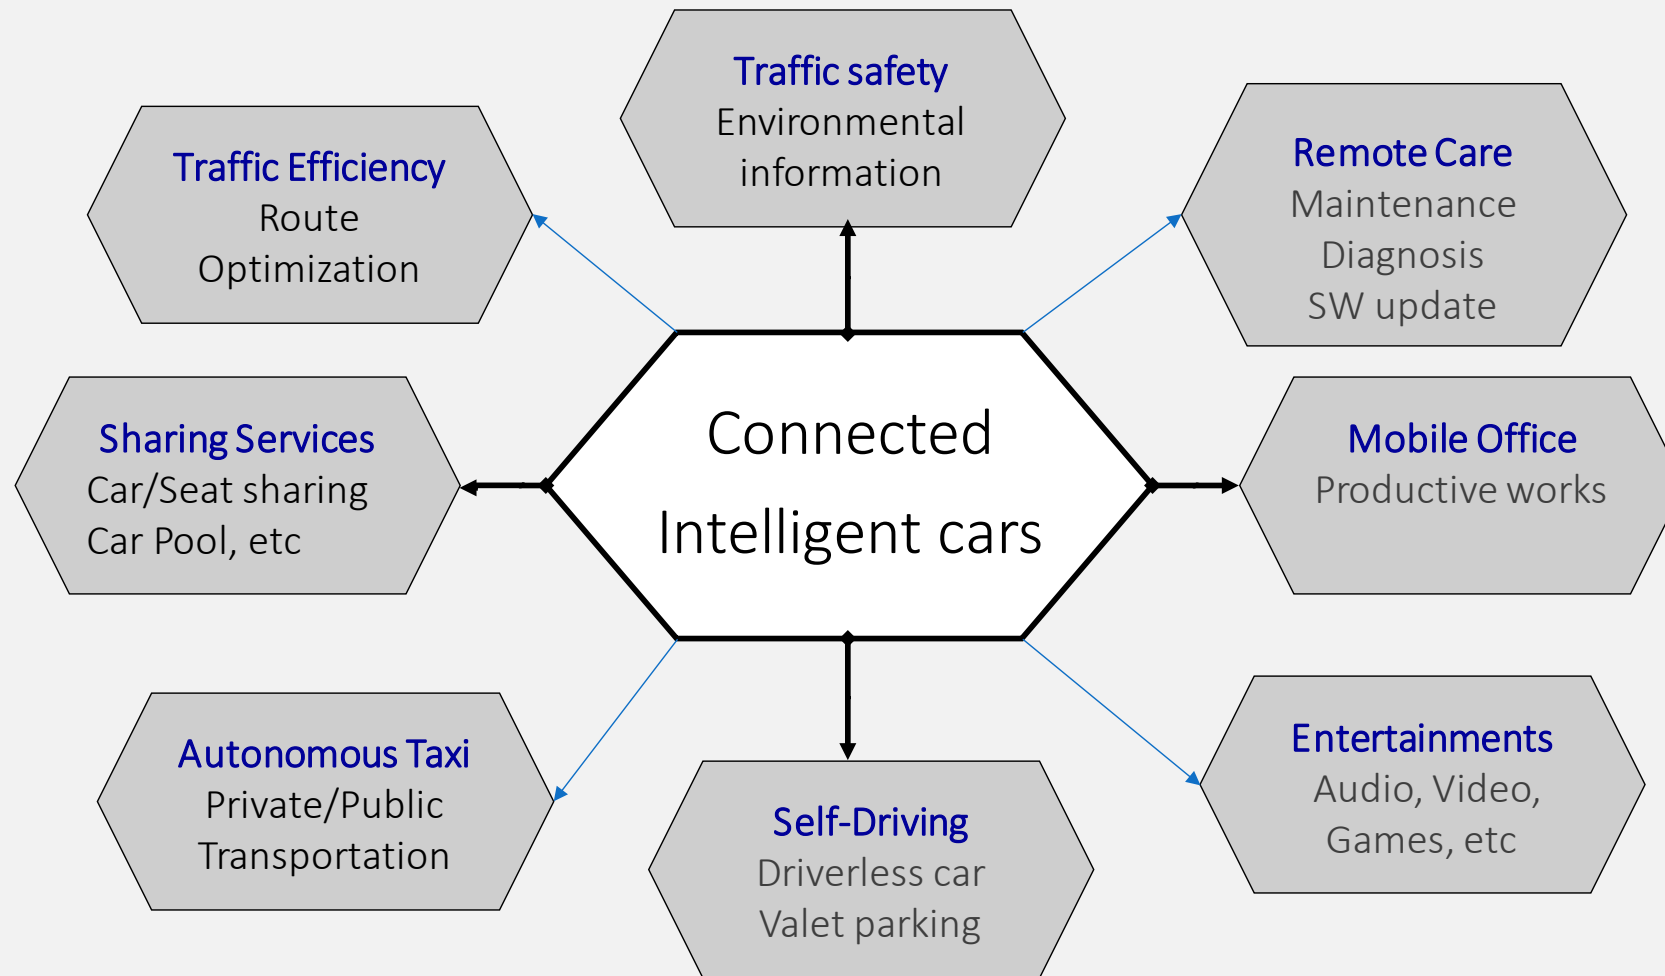 Traffic safety
Environmental
information
Traffic Efficiency
Route
Optimization
Remote Care
Maintenance
Diagnosis
SW update
Connected
Intelligent cars
Sharing Services
Car/Seat sharing
Car Pool, etc
Mobile Office
Productive works
Autonomous Taxi
Private/Public
Transportation
Self-Driving
Driverless car
Valet parking
Entertainments
Audio, Video,
Games, etc